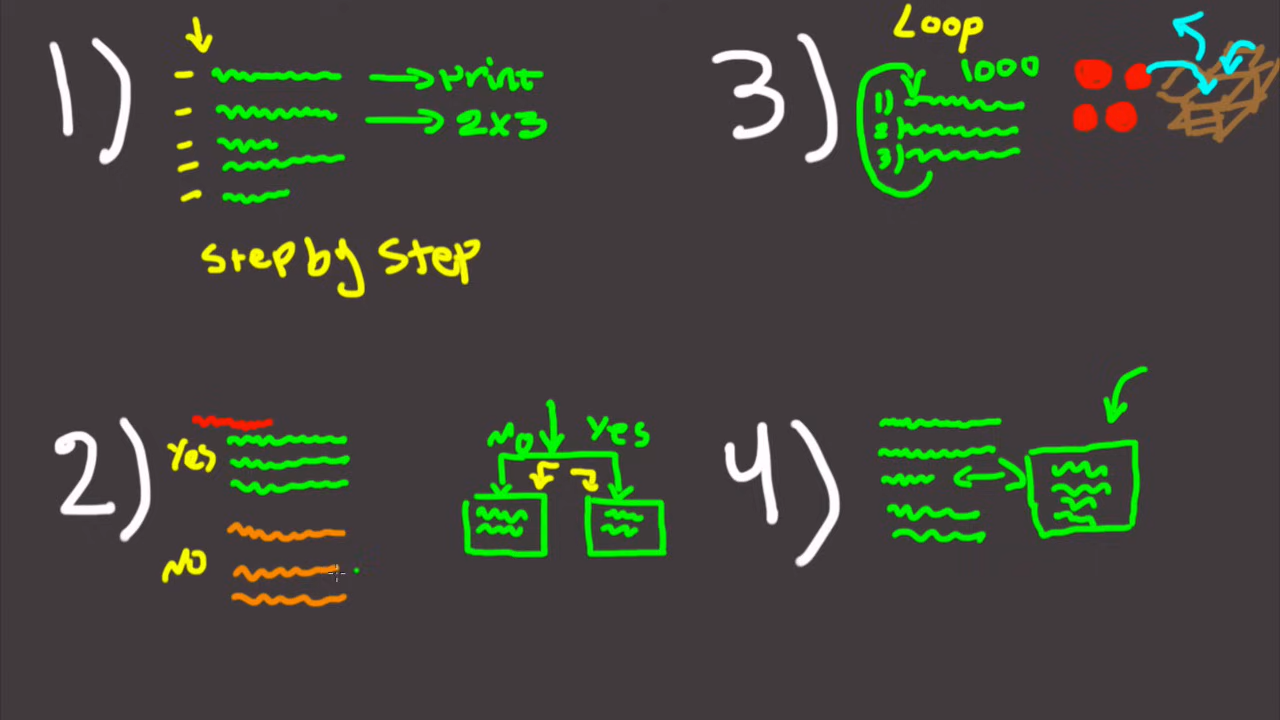 1)
print
2x3
step by step
2)
Yes
NO
NO Yes
3)
Loop
1000
1)
2)
3)
4)